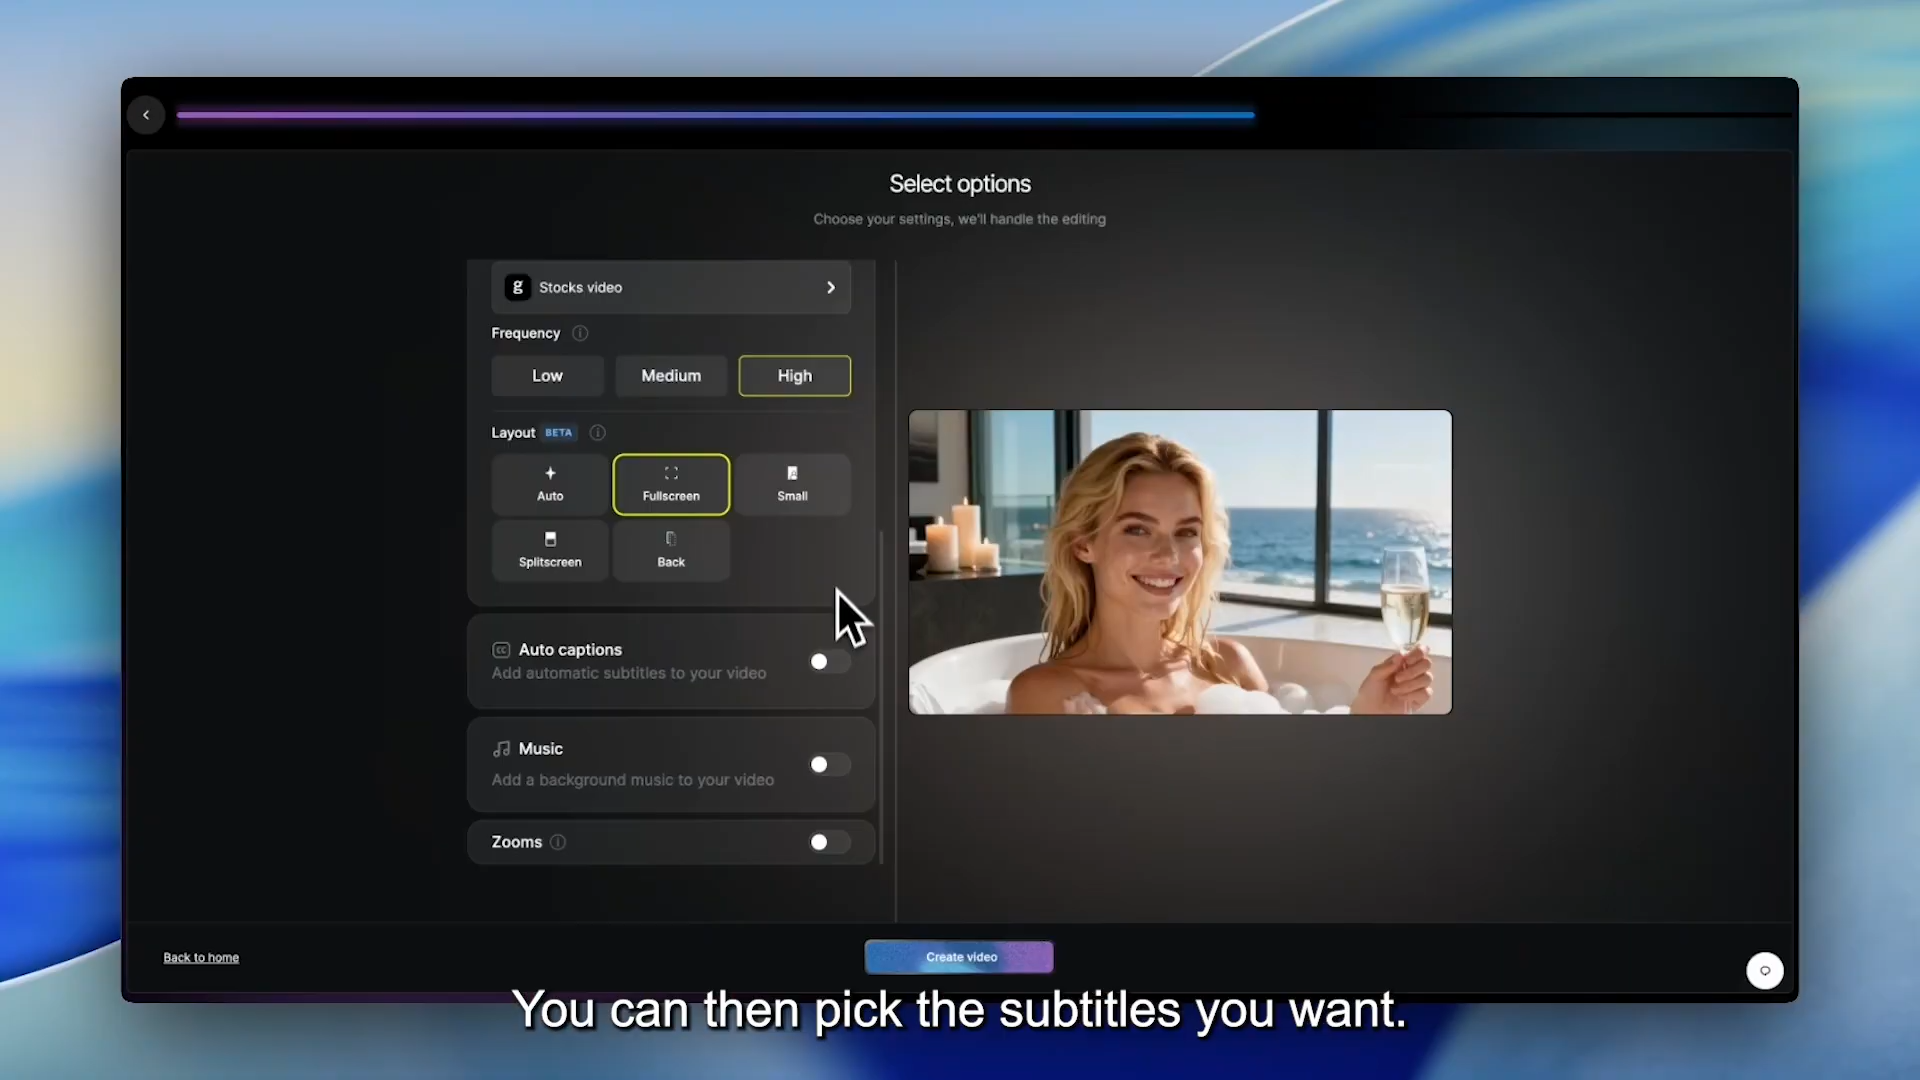 Select options
Choose your settings, we'll handle the editing
g Stocks video
Frequency
Low Medium High
Layout BETA
Auto Fullscreen Small
Splitscreen Back
CC Auto captions
Add automatic subtitles to your video
Music
Add a background music to your video
Zooms
Back to home
Create video
You can then pick the subtitles you want.